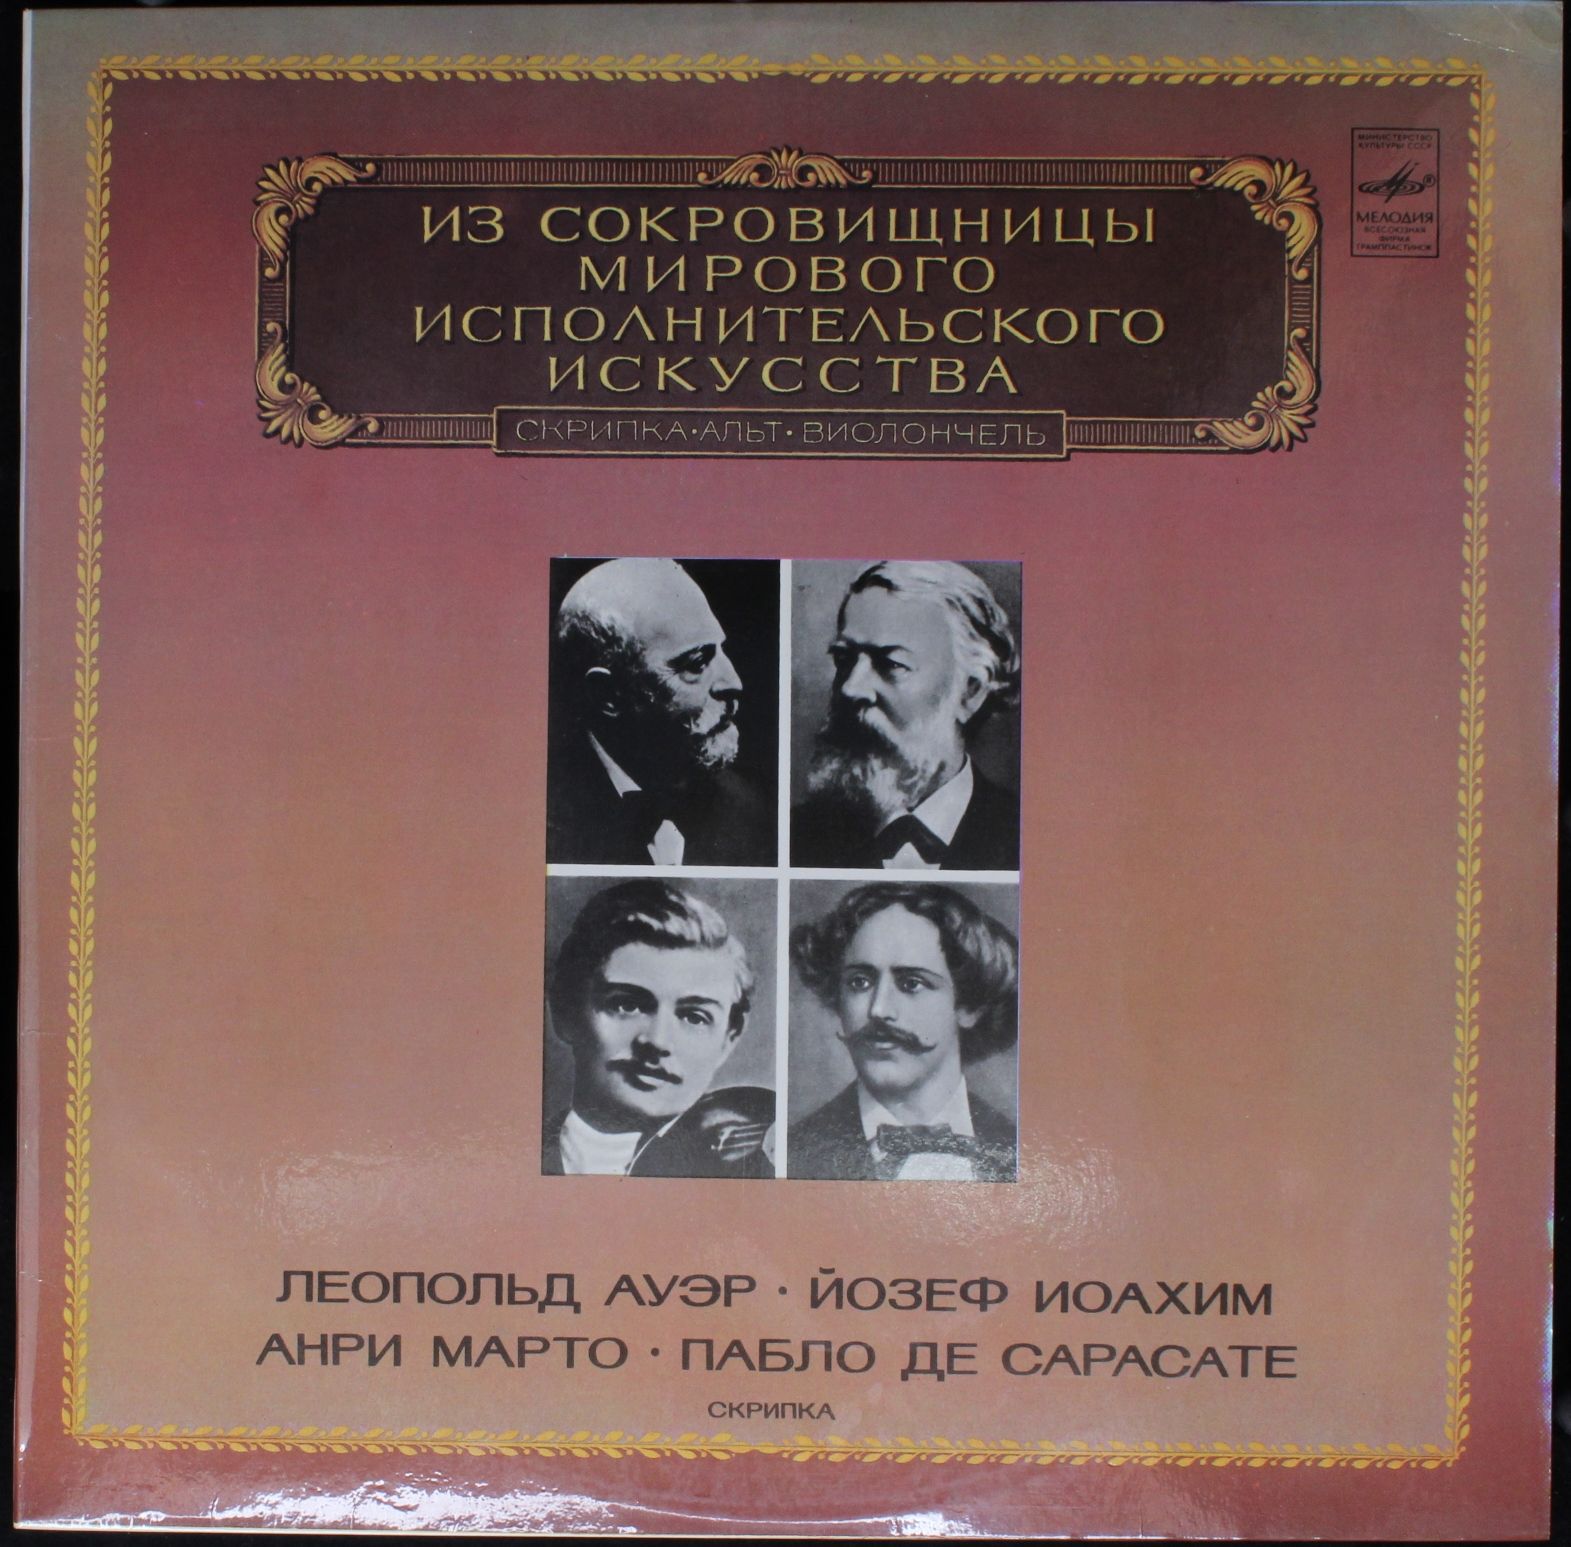 МИНИСТЕРСТВО
КУЛЬТУРЫ СССР
МЕЛОДИЯ
ВСЕСОЮЗНАЯ
ФИРМА
ГРАМПЛАСТИНОК
ИЗ СОКРОВИЩНИЦЫ
МИРОВОГО
ИСПОЛНИТЕЛЬСКОГО
ИСКУССТВА
СКРИПКА•АЛЬТ•ВИОЛОНЧЕЛЬ
ЛЕОПОЛЬД АУЭР · ЙОЗЕФ ИОАХИМ
АНРИ МАРТО · ПАБЛО ДЕ САРАСАТЕ
СКРИПКА